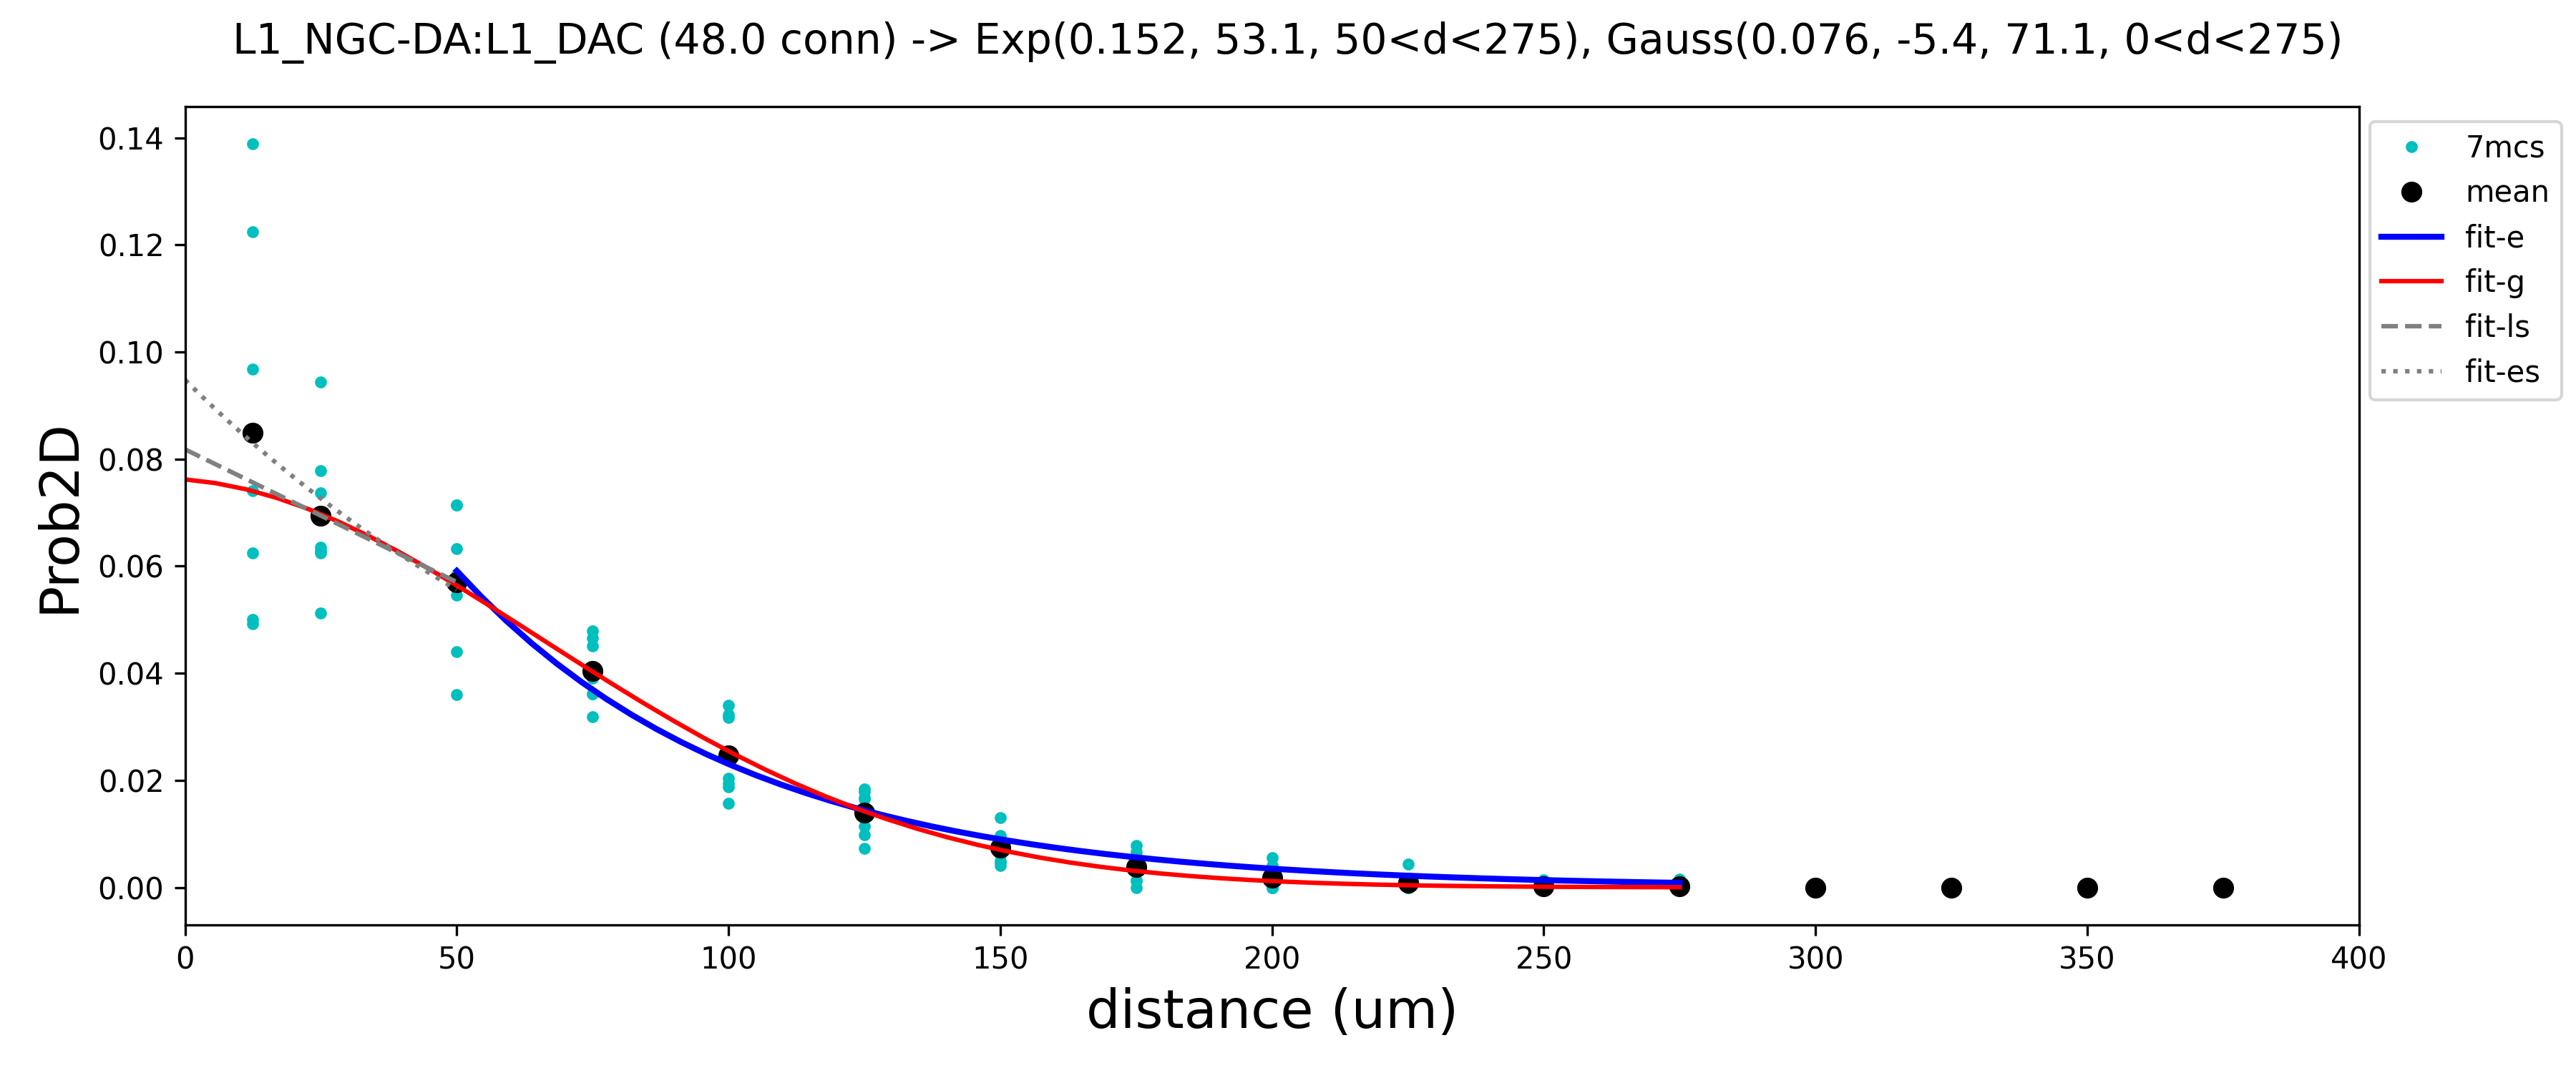 L1_NGC-DA:L1_DAC (48.0 conn) -> Exp(0.152, 53.1, 50<d<275), Gauss(0.076, -5.4, 71.1, 0<d<275)
Prob2D
0.14
0.12
0.10
0.08
0.06
0.04
0.02
0.00
0 50 100 150 200 250 300 350 400
distance (um)
7mcs
mean
fit-e
fit-g
fit-ls
fit-es